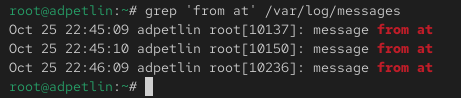 root@adpetlin:~# grep 'from at' /var/log/messages
Oct 25 22:45:09 adpetlin root[10137]: message from at
Oct 25 22:45:10 adpetlin root[10150]: message from at
Oct 25 22:46:09 adpetlin root[10236]: message from at
root@adpetlin:~#